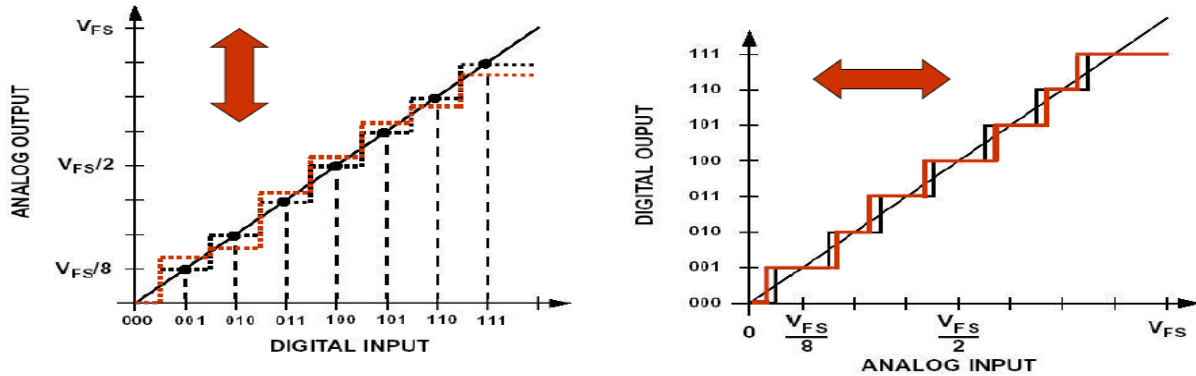 VFS
VFS/2
VFS/8
ANALOG OUTPUT
000 001 010 011 100 101 110 111
DIGITAL INPUT
111
110
101
100
011
010
001
000
DIGITAL OUPUT
0 VFS/8 VFS/2 VFS
ANALOG INPUT